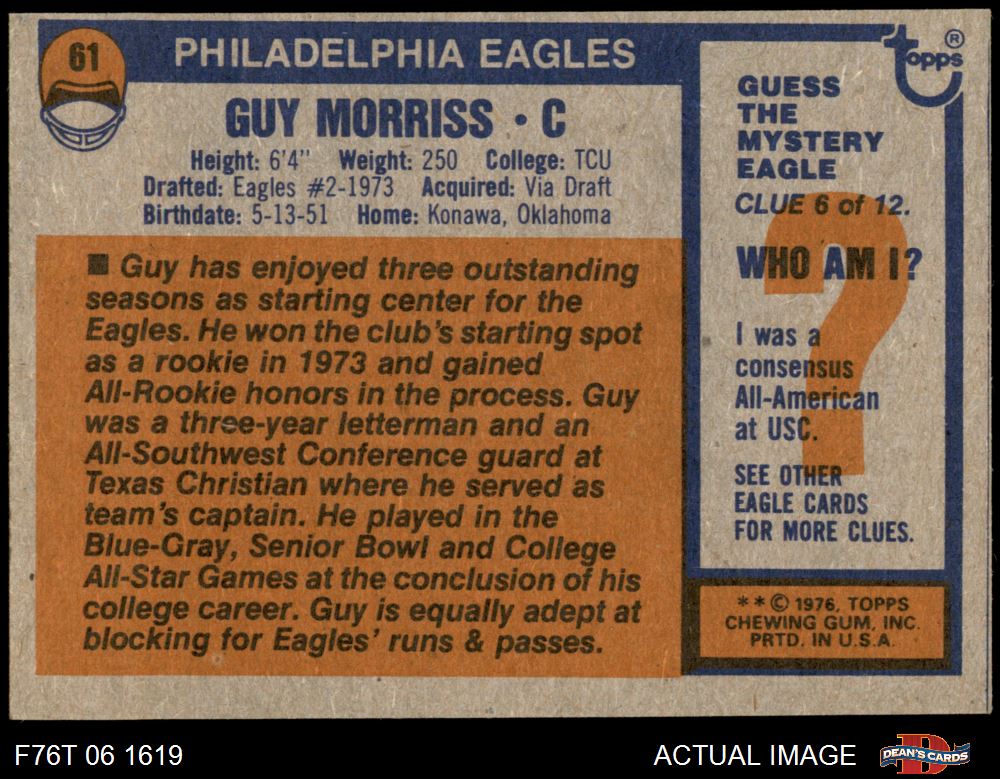 61
PHILADELPHIA EAGLES
GUY MORRISS • C
Height: 6'4" Weight: 250 College: TCU
Drafted: Eagles #2-1973 Acquired: Via Draft
Birthdate: 5-13-51 Home: Konawa, Oklahoma
■ Guy has enjoyed three outstanding
seasons as starting center for the
Eagles. He won the club's starting spot
as a rookie in 1973 and gained
All-Rookie honors in the process. Guy
was a three-year letterman and an
All-Southwest Conference guard at
Texas Christian where he served as
team's captain. He played in the
Blue-Gray, Senior Bowl and College
All-Star Games at the conclusion of his
college career. Guy is equally adept at
blocking for Eagles' runs & passes.
topps ®
GUESS
THE
MYSTERY
EAGLE
CLUE 6 of 12.
WHO AM I?
I was a
consensus
All-American
at USC.
SEE OTHER
EAGLE CARDS
FOR MORE CLUES.
** © 1976, TOPPS
CHEWING GUM, INC.
PRTD. IN U.S.A.
F76T 06 1619
ACTUAL IMAGE
DEAN'S CARDS